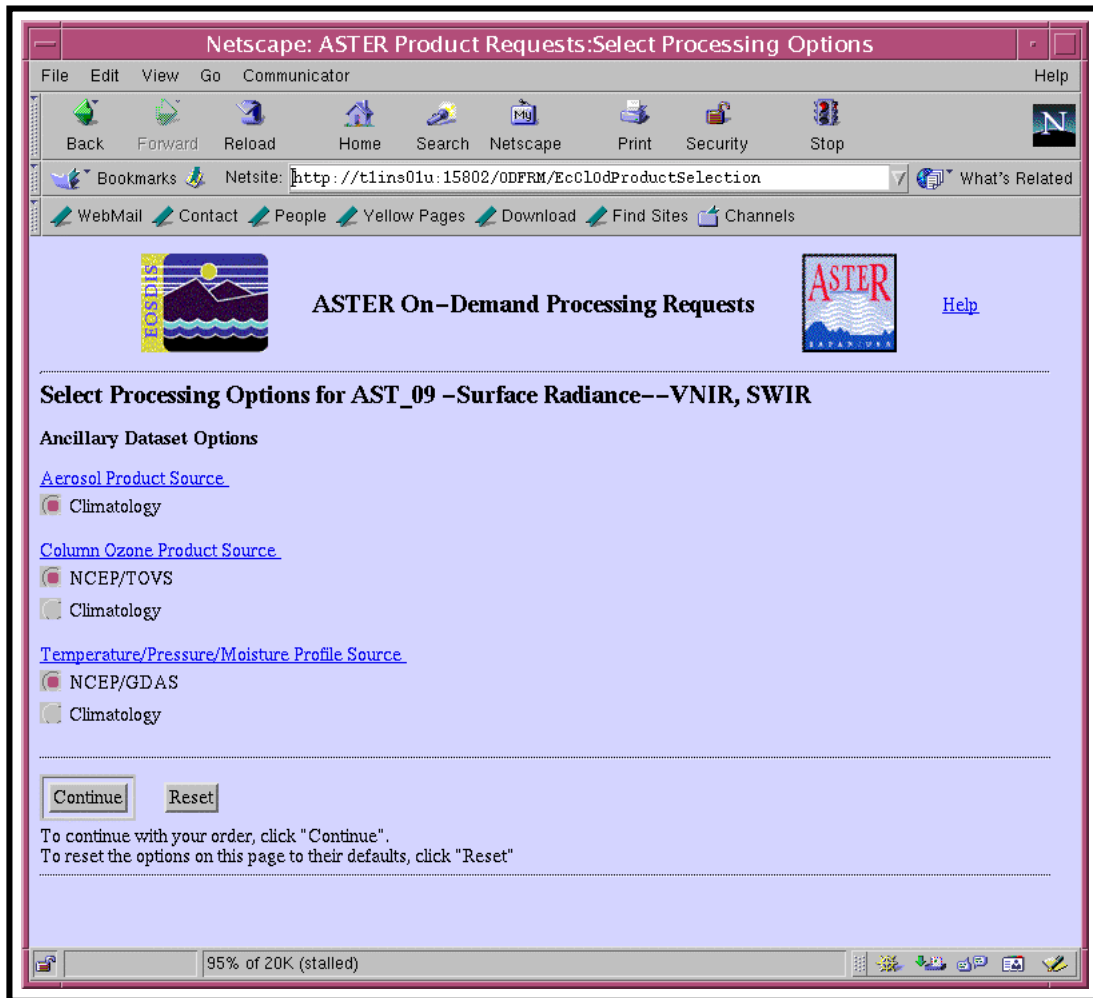 Netscape: ASTER Product Requests:Select Processing Options
File Edit View Go Communicator Help
Back Forward Reload Home Search Netscape Print Security Stop
My
N
Bookmarks Netsite: http://t1ins01u:15802/ODFRM/EcClOdProductSelection What's Related
WebMail Contact People Yellow Pages Download Find Sites Channels
EOSDIS
ASTER On-Demand Processing Requests
ASTER
JAPAN/USA
Help
Select Processing Options for AST_09 -Surface Radiance--VNIR, SWIR
Ancillary Dataset Options
Aerosol Product Source
Climatology
Column Ozone Product Source
NCEP/TOVS
Climatology
Temperature/Pressure/Moisture Profile Source
NCEP/GDAS
Climatology
Continue Reset
To continue with your order, click "Continue".
To reset the options on this page to their defaults, click "Reset"
95% of 20K (stalled)